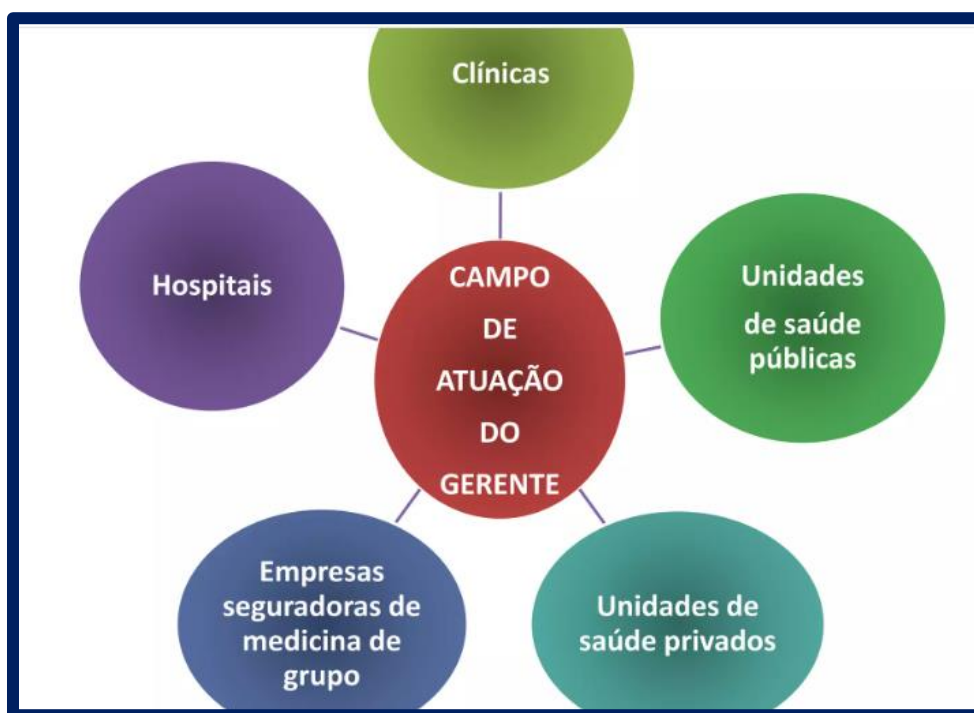 Clínicas
Hospitais
CAMPO
DE
ATUAÇÃO
DO
GERENTE
Unidades
de saúde
públicas
Empresas
seguradoras de
medicina de
grupo
Unidades de
saúde privados